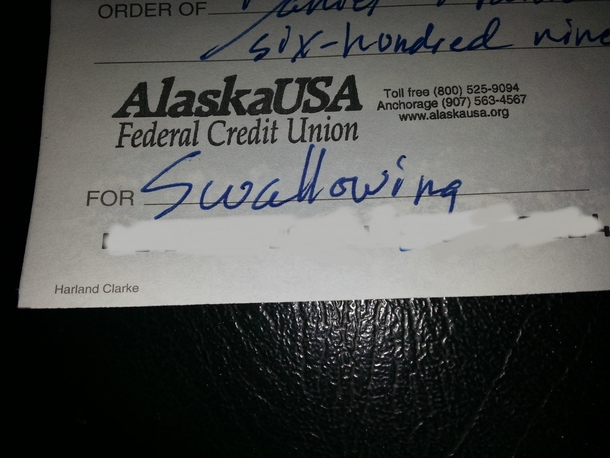 ORDER OF
six-hundred nine
AlaskaUSA
Federal Credit Union
Toll free (800) 525-9094
Anchorage (907) 563-4567
www.alaskausa.org
FOR Swallowing
Harland Clarke